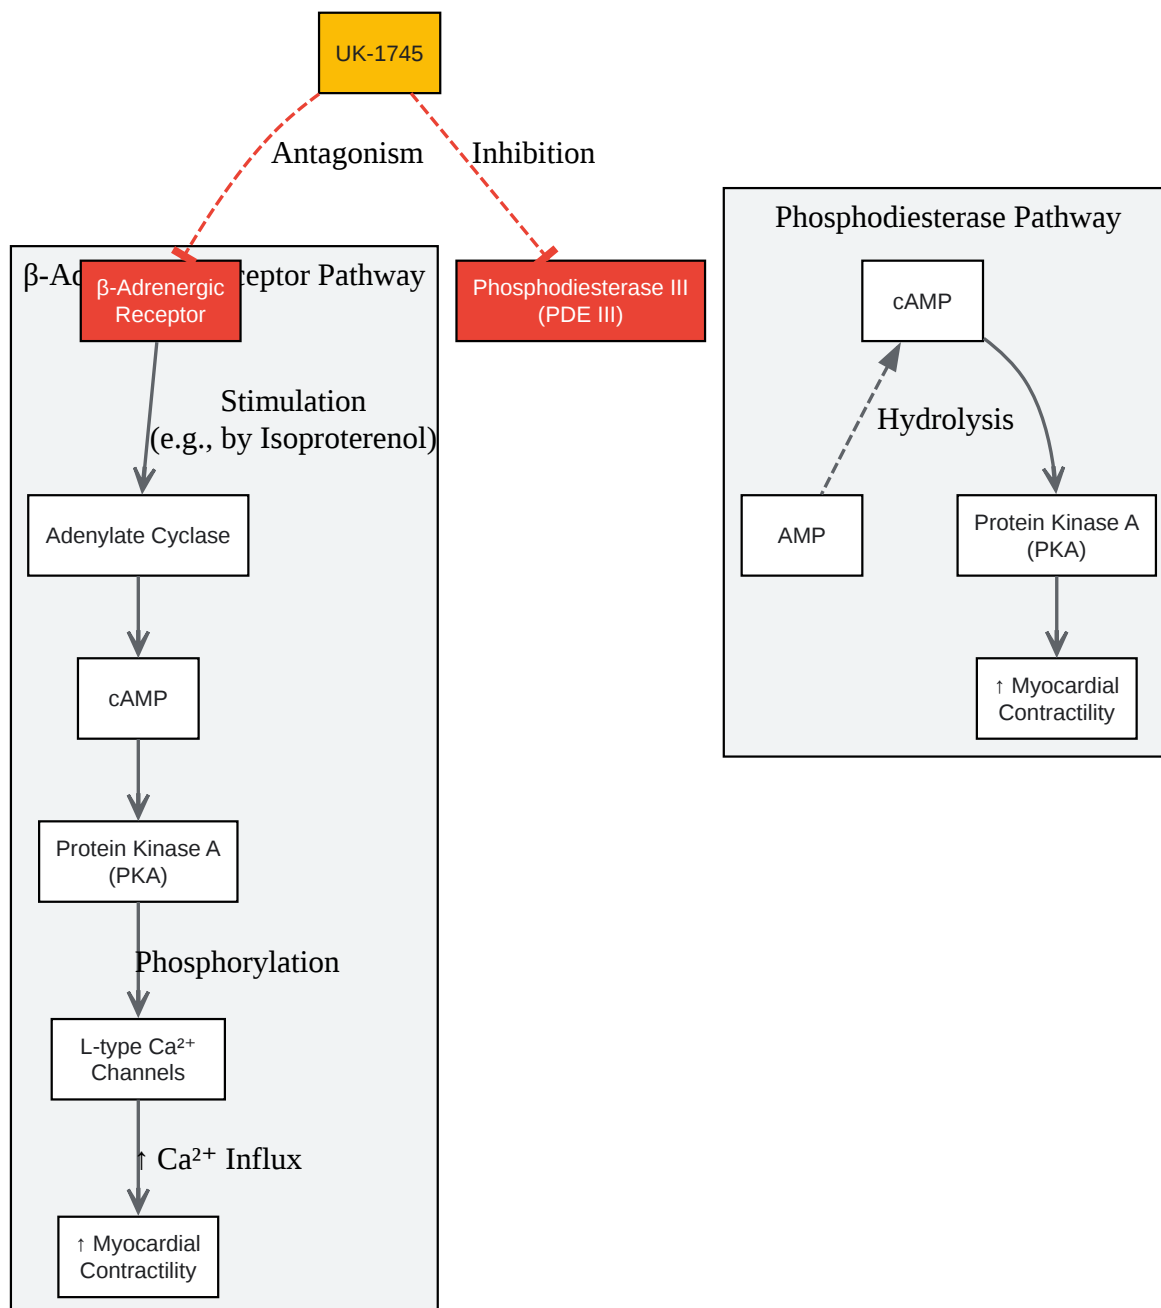 UK-1745
Antagonism
Inhibition
Phosphodiesterase Pathway
β-Ad ceptor Pathway
β-Adrenergic
Receptor
Phosphodiesterase III
(PDE III)
cAMP
Stimulation
(e.g., by Isoproterenol)
Hydrolysis
Adenylate Cyclase
AMP
Protein Kinase A
(PKA)
cAMP
↑ Myocardial
Contractility
Protein Kinase A
(PKA)
Phosphorylation
L-type Ca²⁺
Channels
↑ Ca²⁺ Influx
↑ Myocardial
Contractility